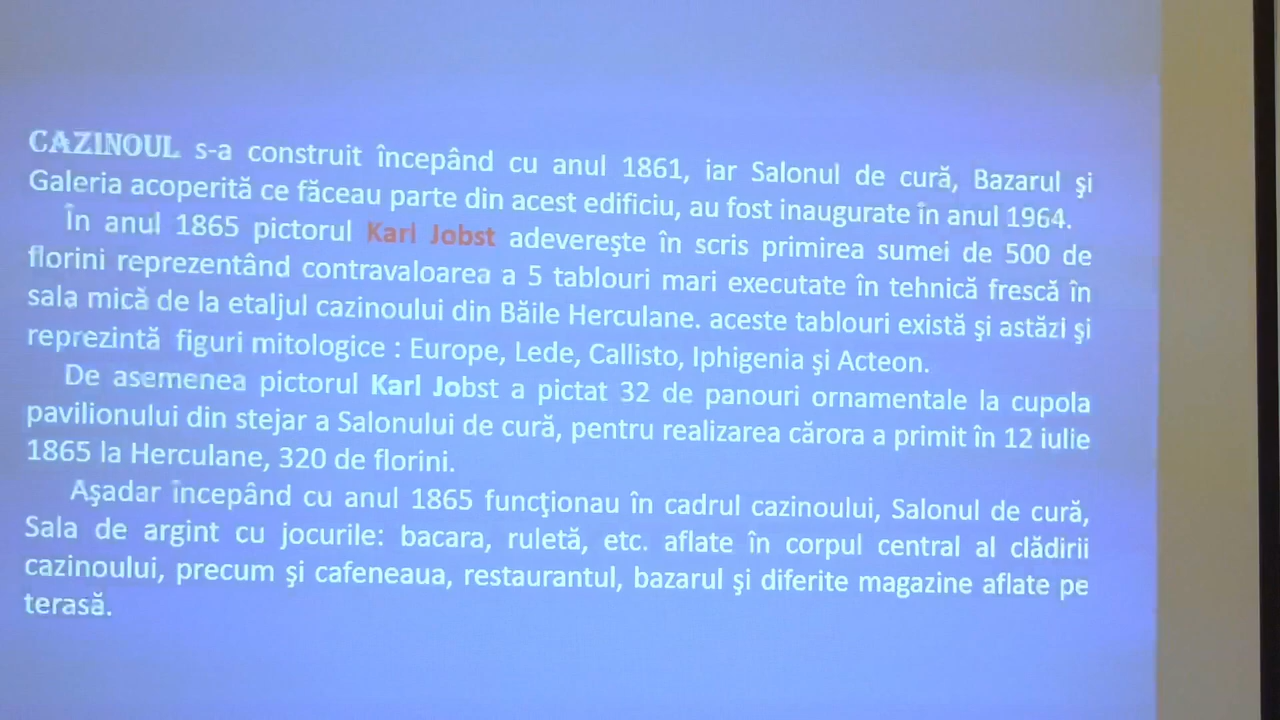 CAZINOUL s-a construit începând cu anul 1861, iar Salonul de cură, Bazarul şi
Galeria acoperită ce făceau parte din acest edificiu, au fost inaugurate în anul 1964.
În anul 1865 pictorul Karl Jobst adevereşte în scris primirea sumei de 500 de
florini reprezentând contravaloarea a 5 tablouri mari executate în tehnică frescă în
sala mică de la etaljul cazinoului din Băile Herculane. aceste tablouri există şi astăzi şi
reprezintă figuri mitologice : Europe, Lede, Callisto, Iphigenia şi Acteon.
De asemenea pictorul Karl Jobst a pictat 32 de panouri ornamentale la cupola
pavilionului din stejar a Salonului de cură, pentru realizarea cărora a primit în 12 iulie
1865 la Herculane, 320 de florini.
Aşadar începând cu anul 1865 funcţionau în cadrul cazinoului, Salonul de cură,
Sala de argint cu jocurile: bacara, ruletă, etc. aflate în corpul central al clădirii
cazinoului, precum şi cafeneaua, restaurantul, bazarul şi diferite magazine aflate pe
terasă.